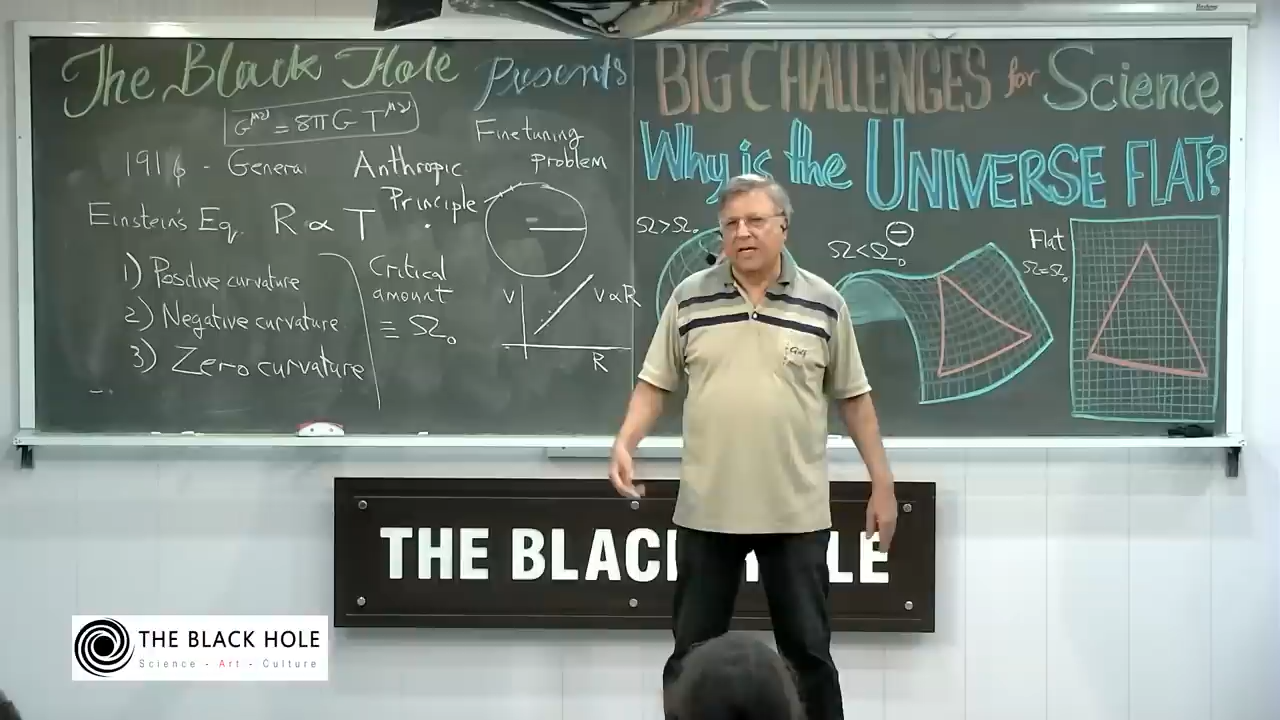 The Black Hole Presents
G^μν = 8πG T^μν
1916 - General
Einstein's Eq. R ∝ T
1) Positive curvature
2) Negative curvature
3) Zero curvature
Anthropic
Principle
Critical
amount
≡ Ω₀
Finetuning
problem
V
V∝R
R
BIG CHALLENGES for Science
Why is the UNIVERSE FLAT?
Ω>Ω₀
Ω<Ω₀
Flat
Ω=Ω₀
THE BLACK HOLE
THE BLACK HOLE
Science - Art - Culture